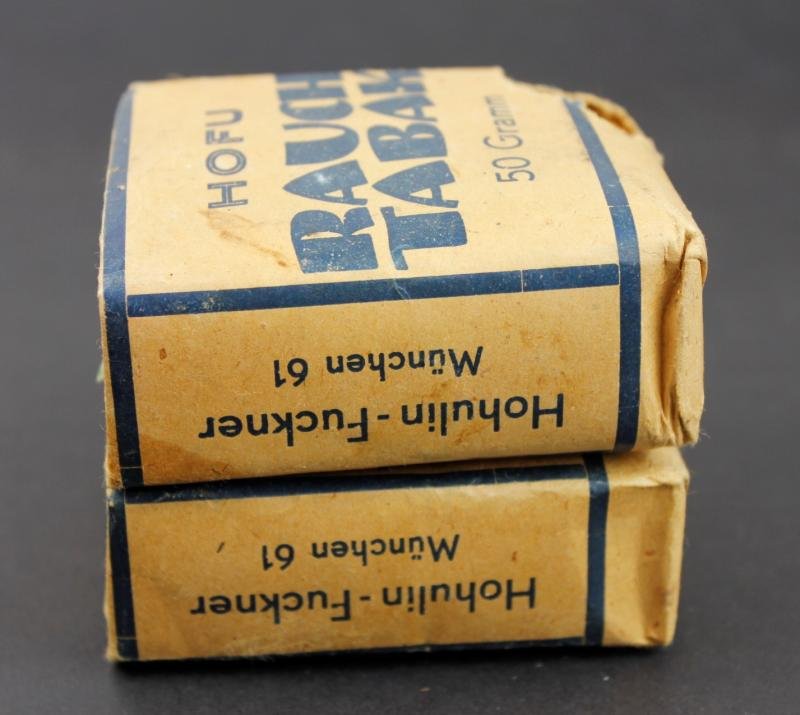 HOFU
RAUCH
TABAK
50 Gramm
Hohulin-Fuckner
München 61
Hohulin-Fuckner
München 61